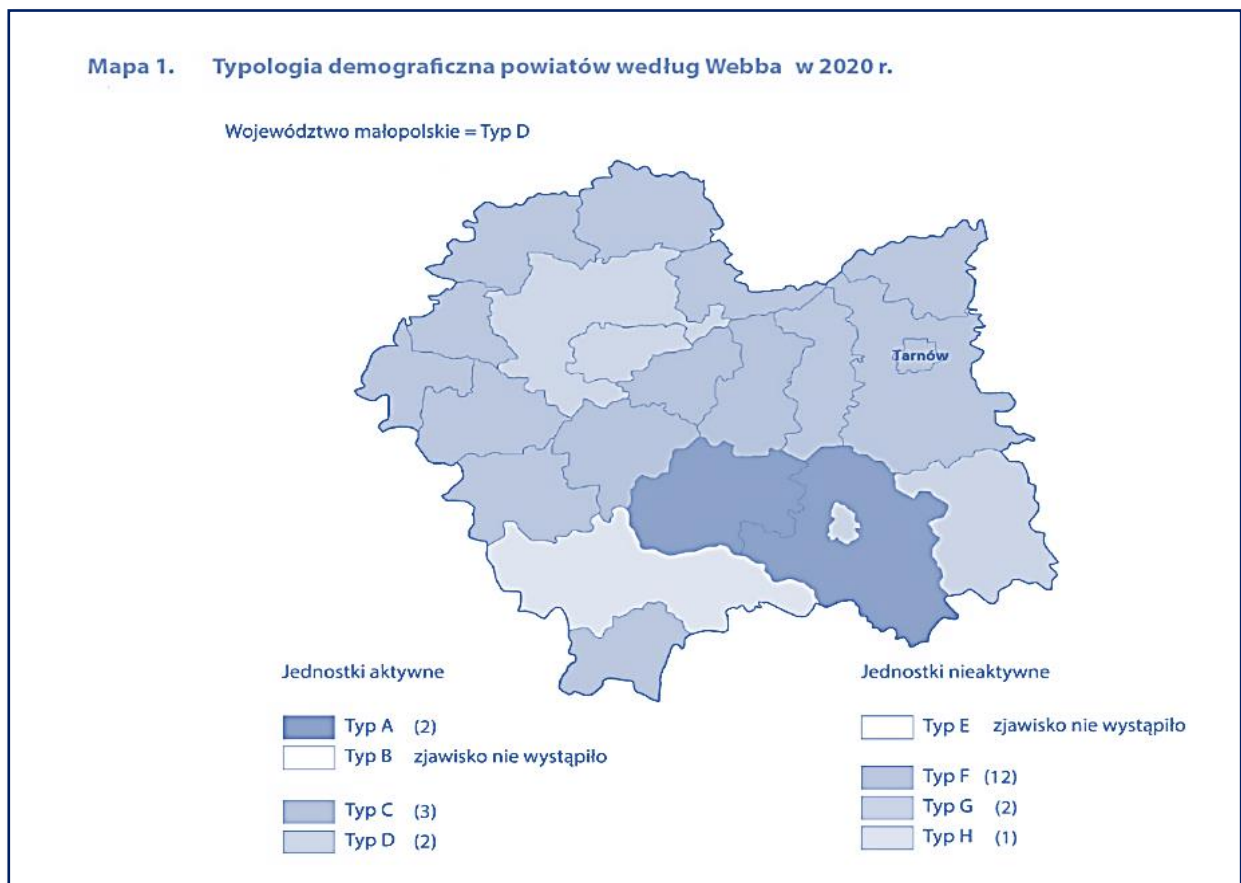 Mapa 1. Typologia demograficzna powiatów według Webba w 2020 r.
Województwo małopolskie = Typ D
Tarnów
Jednostki aktywne
Typ A (2)
Typ B zjawisko nie wystąpiło
Typ C (3)
Typ D (2)
Jednostki nieaktywne
Typ E zjawisko nie wystąpiło
Typ F (12)
Typ G (2)
Typ H (1)